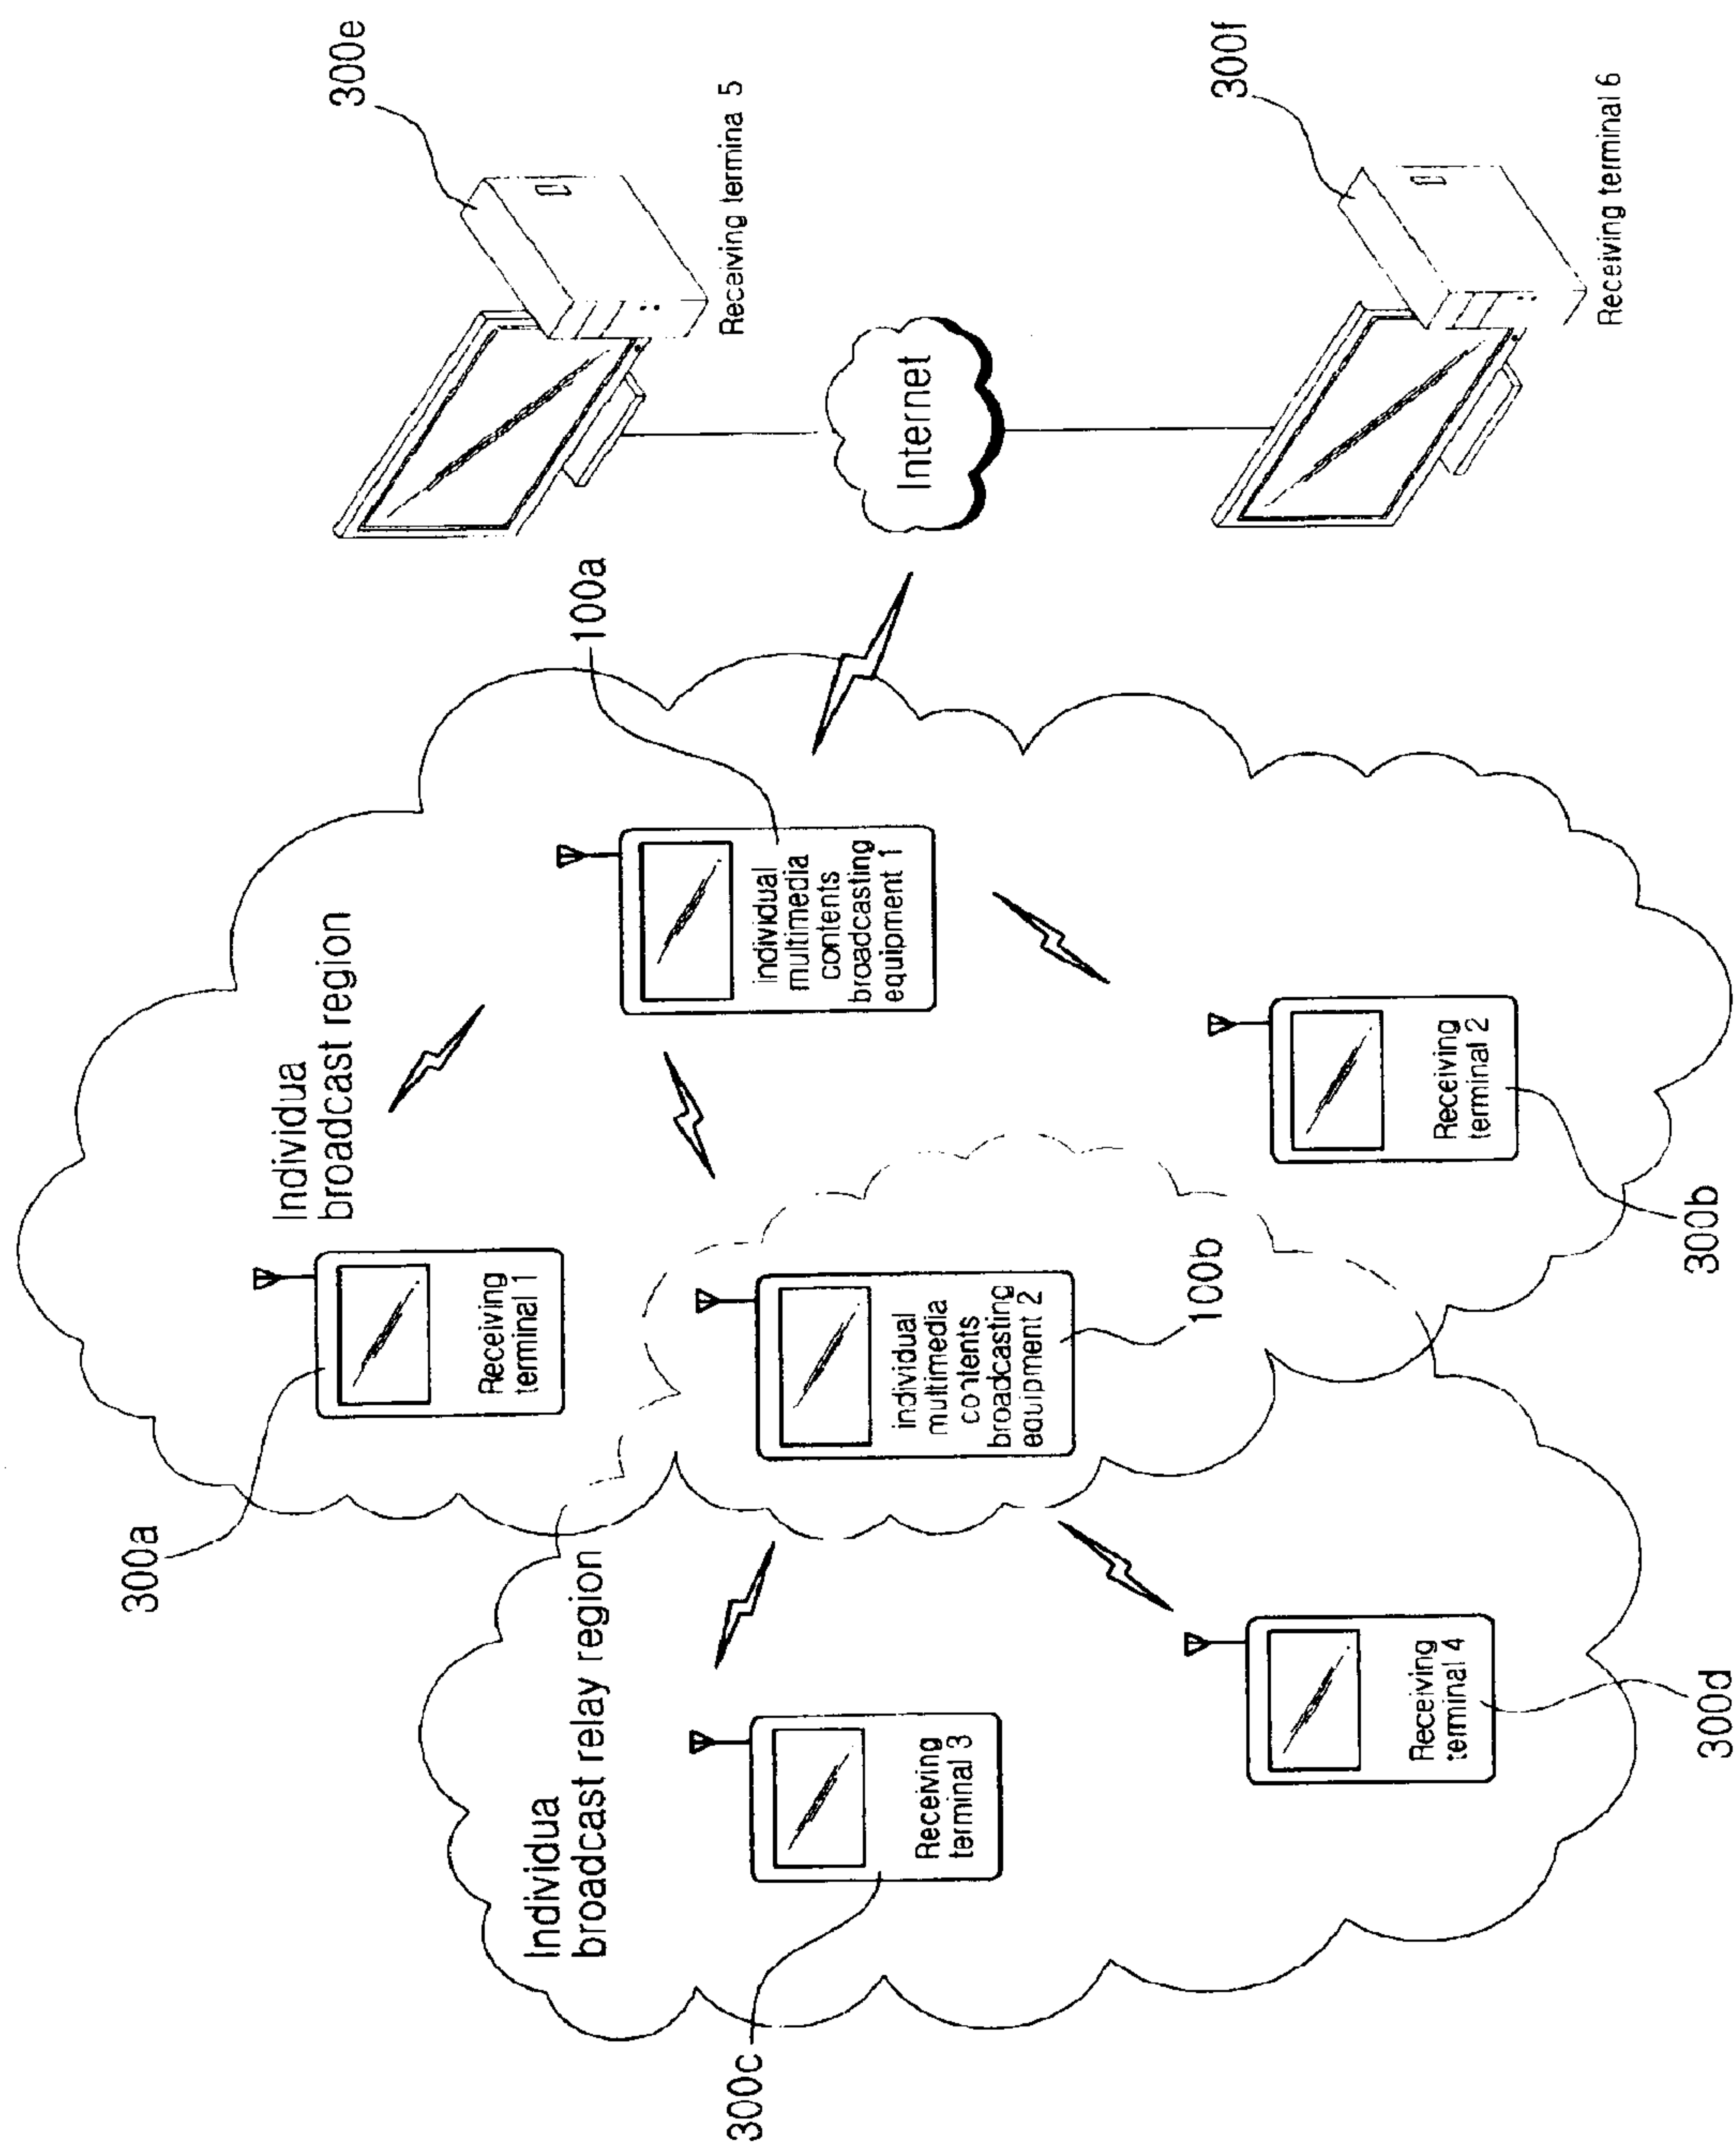 300e
Receiving termina 5
300f
Receiving terminal 6
Internet
100a
individual
multimedia
contents
broadcasting
equipment 1
Individua
broadcast region
Receiving
terminal 2
300b
Receiving
terminal 1
300a
individual
multimedia
contents
broadcasting
equipment 2
100b
Individua
broadcast relay region
Receiving
terminal 3
300c
Receiving
terminal 4
300d